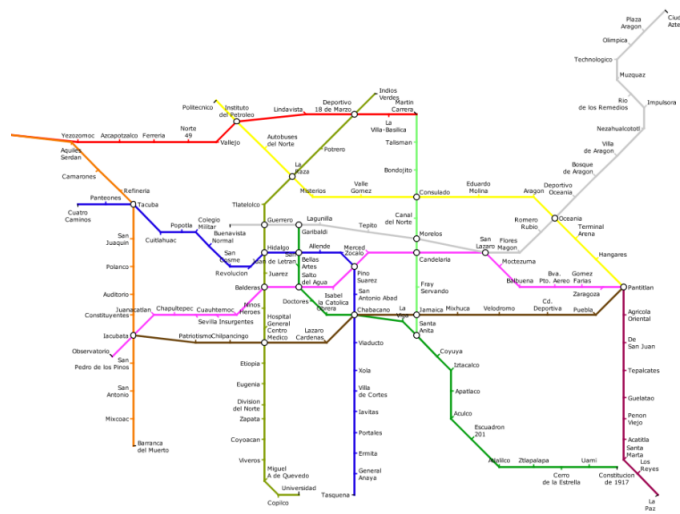 Plaza
Aragon
Olimpica
Technologico
Muzquaz
Rio
de los Remedios
Impulsora
Nezahualcototl
Villa
de Aragon
Bosque
de Aragon
Deportivo
Oceania
Oceania
Romero
Rubio
Flores
Magon
Terminal
Arena
Hangares
Pantitlan
Indios
Verdes
Politecnico
Instituto
del Petroleo
Lindavista
Deportivo
18 de Marzo
Martin
Carrera
La
Villa-Basilica
Talisman
Bondojito
Yezozomoc
Azcapotzalco
Ferreria
Norte
49
Vallejo
Autobuses
del Norte
Potrero
La
Raza
Misterios
Valle
Gomez
Consulado
Eduardo
Molina
Aragon
Aquiles
Serdan
Camarones
Refineria
Tacuba
Panteones
Cuatro
Caminos
Cuitlahuac
Popotla
Colegio
Militar
Buenavista
Normal
San
Cosme
Revolucion
Tlatelolco
Guerrero
Lagunilla
Garibaldi
Tepito
Canal
del Norte
Morelos
San
Lazaro
Candelaria
Moctezuma
Balbuena
Bva.
Pto. Aereo
Gomez
Farias
Zaragoza
Hidalgo
San
Juan de Letran
Bellas
Artes
Allende
Merced
Zocalo
Pino
Suarez
Juarez
Salto
del Agua
Balderas
Doctores
Isabel
la Catolica
Obrera
San
Antonio Abad
Fray
Servando
San
Juaquin
Polanco
Auditorio
Constituyentes
Juanacatlan
Chapultepec
Cuauhtemoc
Sevilla
Insurgentes
Ninos
Heroes
Iacubeta
Observatorio
San
Pedro de los Pinos
San
Antonio
Mixcoac
Barranca
del Muerto
Patriotismo
Chilpancingo
Hospital
General
Centro
Medico
Lazaro
Cardenas
Chebecano
La
Viga
Jamaica
Mixhuca
Velodromo
Cd.
Deportiva
Puebla
Santa
Anita
Coyuya
Iztacalco
Apatlaco
Aculco
Escuadron
201
Atlalilco
Ztlapalapa
Cerro
de la Estrella
Uami
Constitucion
de 1917
Etiopia
Eugenia
Division
del Norte
Zapata
Coyoacan
Viveros
Miguel
A de Quevedo
Copilco
Universidad
Viaducto
Xola
Villa
de Cortes
Iavitas
Portales
Ermita
General
Anaya
Tasquena
Agricola
Oriental
De
San Juan
Tepalcates
Guelatao
Penon
Viejo
Acatitla
Santa
Marta
Los
Reyes
La
Paz